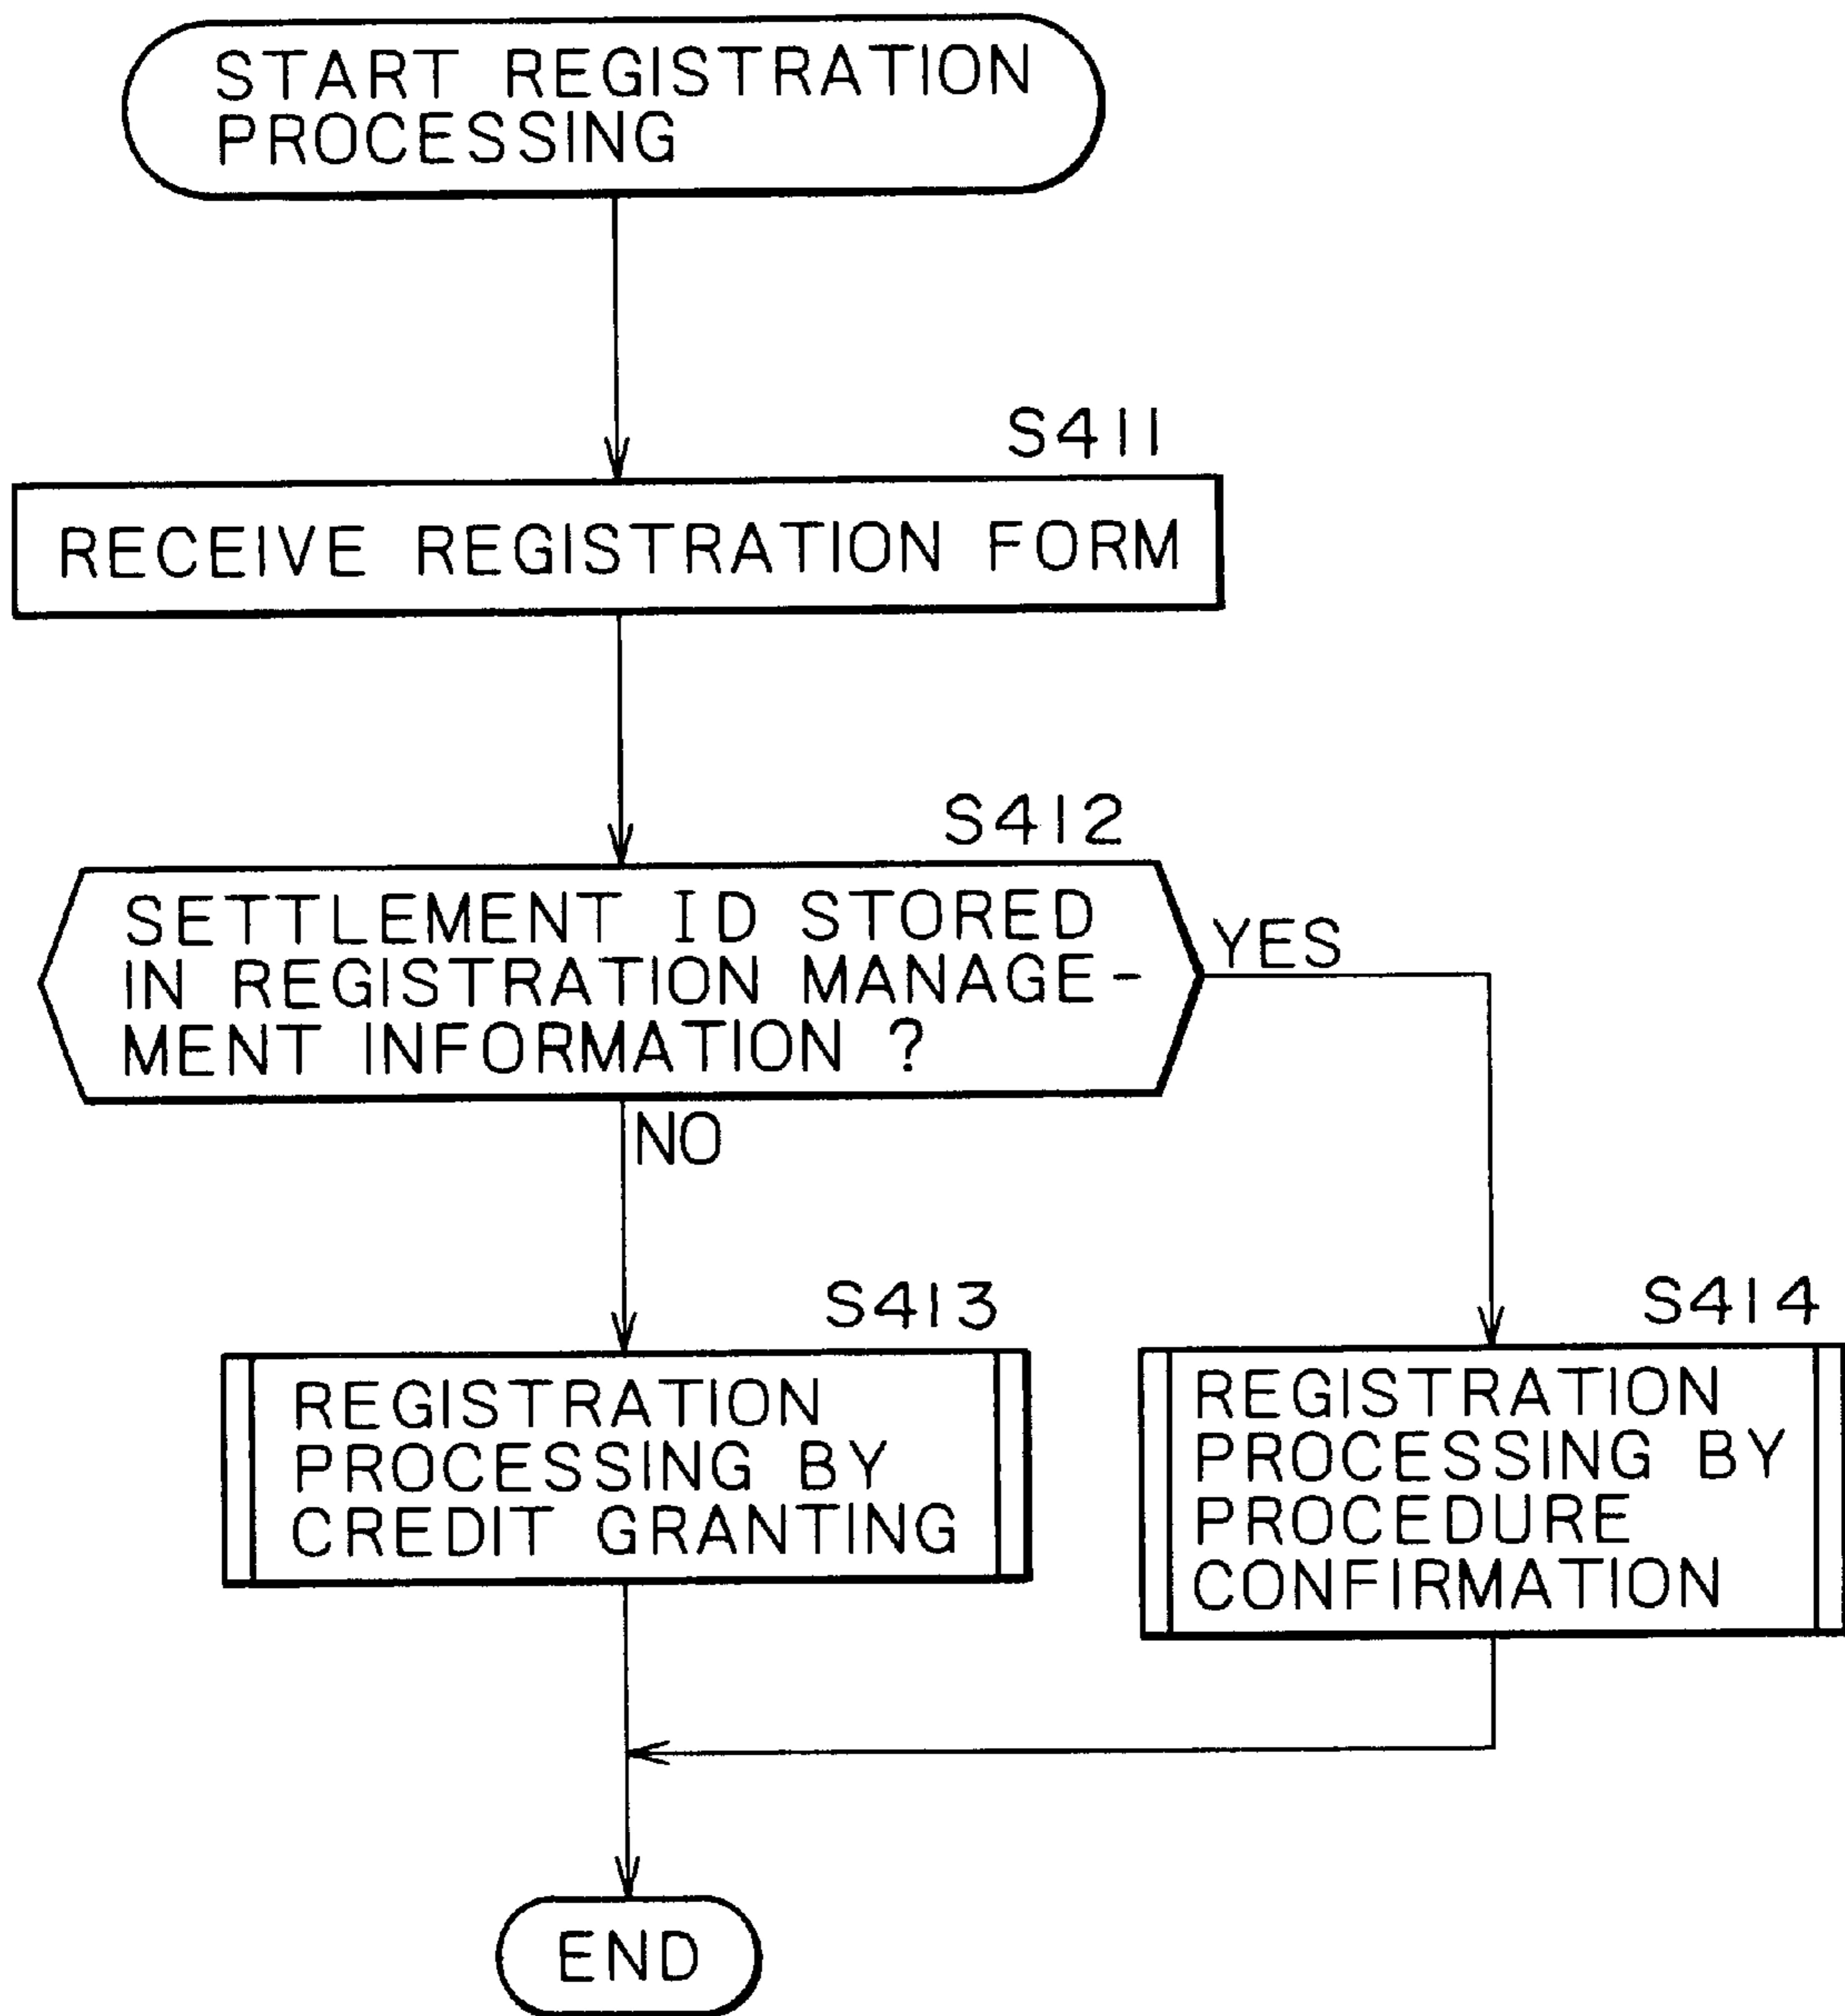 START REGISTRATION
PROCESSING
S411
RECEIVE REGISTRATION FORM
S412
SETTLEMENT ID STORED
IN REGISTRATION MANAGE-
MENT INFORMATION ?
YES
NO
S413
REGISTRATION
PROCESSING BY
CREDIT GRANTING
S414
REGISTRATION
PROCESSING BY
PROCEDURE
CONFIRMATION
END